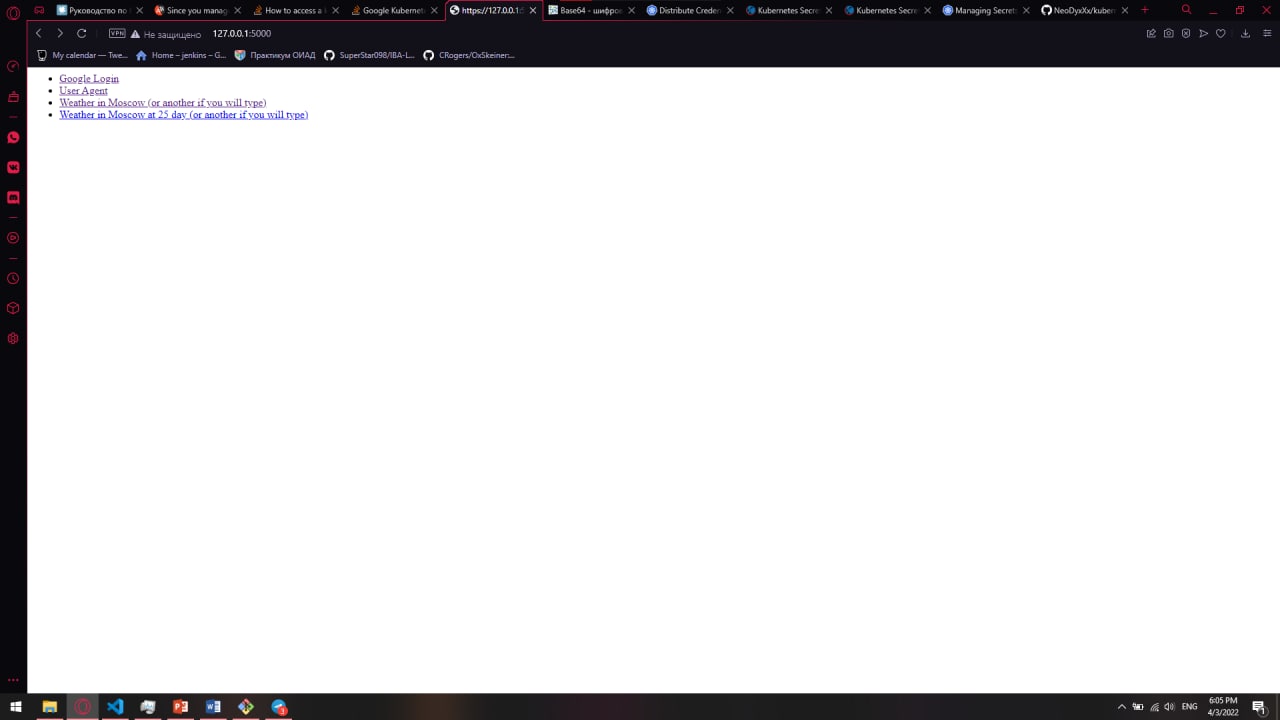 Руководство по
Since you manag
How to access a
Google Kubernet
https://127.0.0.1:5
Base64 - шифро
Distribute Creden
Kubernetes Secre
Kubernetes Secre
Managing Secret
NeoDyxXx/kuber
VPN Не защищено 127.0.0.1:5000
My calendar — Twe... Home – jenkins – G... Практикум ОИАД SuperStar098/IBA-L... CRogers/OxSkeiner:...
Google Login
User Agent
Weather in Moscow (or another if you will type)
Weather in Moscow at 25 day (or another if you will type)
ENG
6:05 PM
4/3/2022
3
1